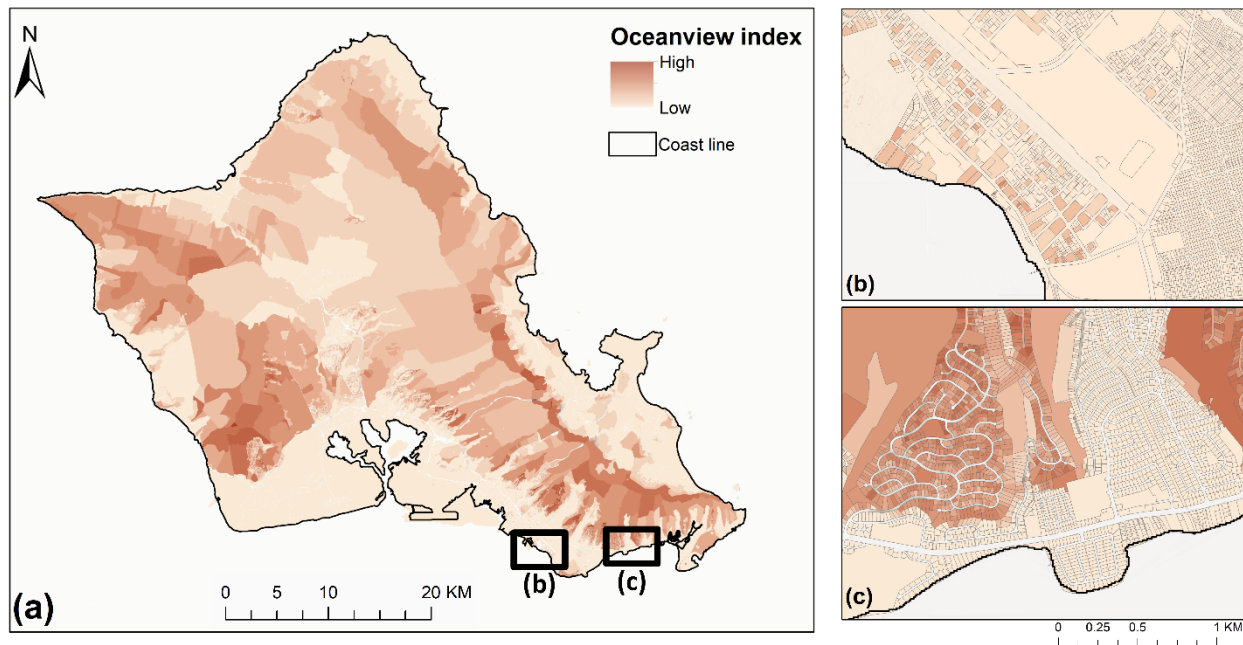 N
Oceanview index
High
Low
Coast line
(b)
(c)
0 5 10 20 KM
(a)
(b)
(c)
0 0.25 0.5 1 KM